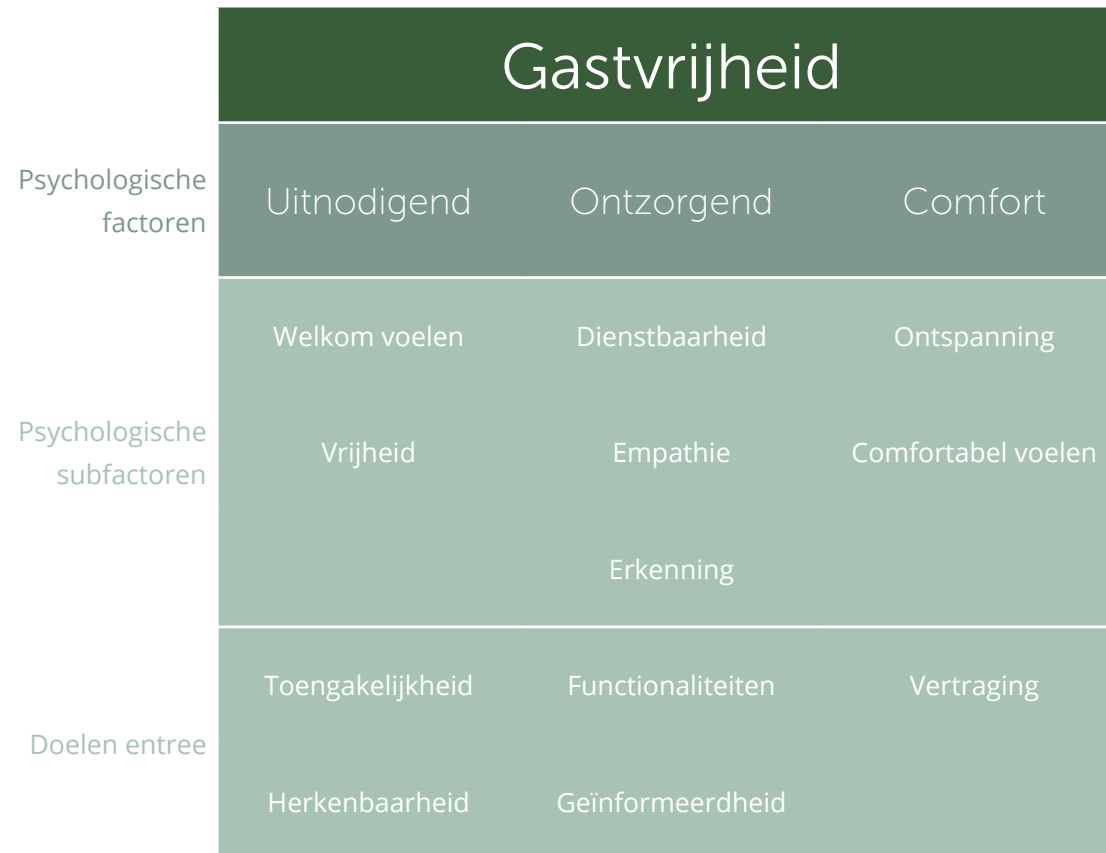 Gastvrijheid
Psychologische
factoren
Uitnodigend Ontzorgend Comfort
Welkom voelen Dienstbaarheid Ontspanning
Psychologische
subfactoren
Vrijheid Empathie Comfortabel voelen
Erkenning
Toengakelijkheid Functionaliteiten Vertraging
Doelen entree
Herkenbaarheid Geïnformeerdheid